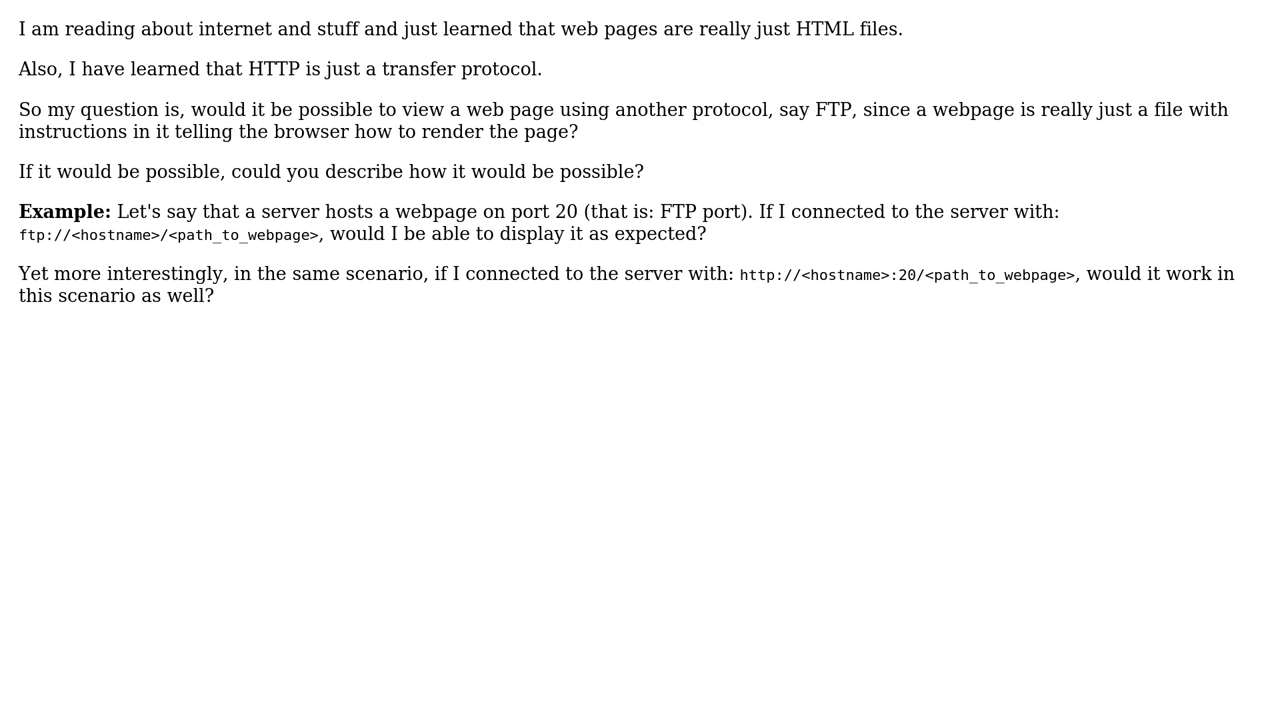 I am reading about internet and stuff and just learned that web pages are really just HTML files.
Also, I have learned that HTTP is just a transfer protocol.
So my question is, would it be possible to view a web page using another protocol, say FTP, since a webpage is really just a file with
instructions in it telling the browser how to render the page?
If it would be possible, could you describe how it would be possible?
Example: Let's say that a server hosts a webpage on port 20 (that is: FTP port). If I connected to the server with:
ftp://<hostname>/<path_to_webpage>, would I be able to display it as expected?
Yet more interestingly, in the same scenario, if I connected to the server with: http://<hostname>:20/<path_to_webpage>, would it work in
this scenario as well?